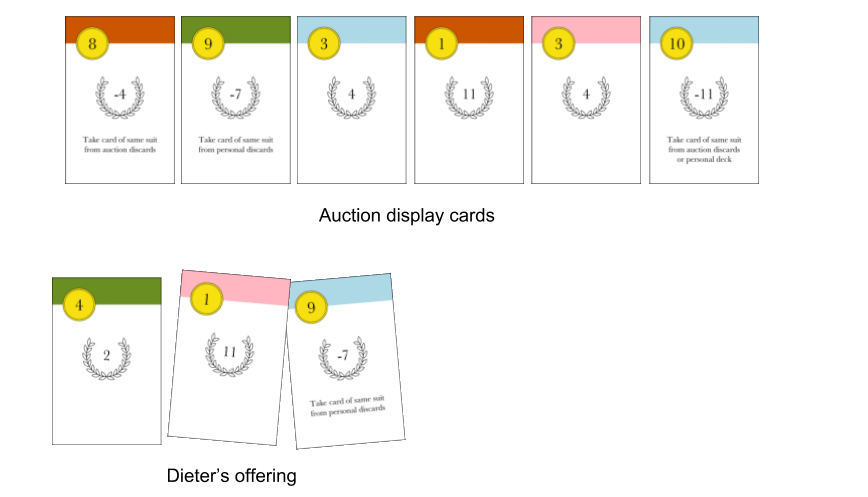 8
-4
Take card of same suit
from auction discards
9
-7
Take card of same suit
from personal discards
3
4
1
11
3
4
10
-11
Take card of same suit
from auction discards
or personal deck
Auction display cards
4
2
1
11
9
-7
Take card of same suit
from personal discards
Dieter’s offering